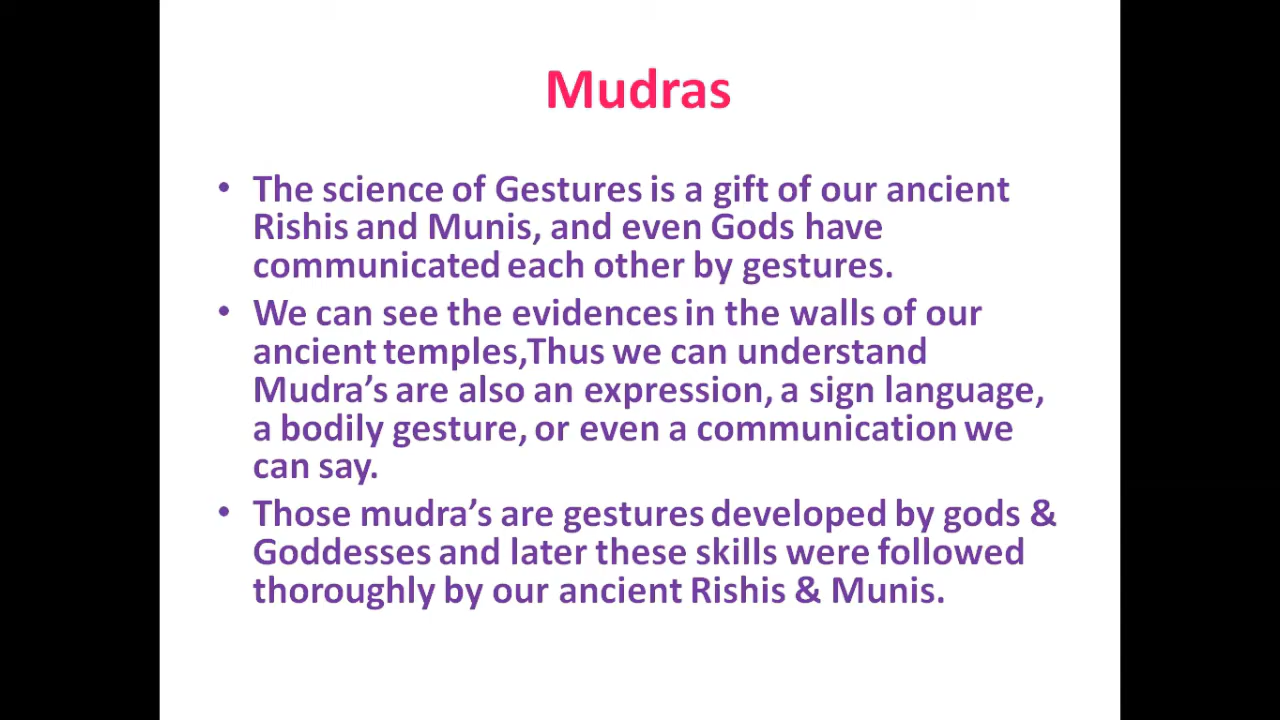 Mudras
• The science of Gestures is a gift of our ancient
Rishis and Munis, and even Gods have
communicated each other by gestures.
• We can see the evidences in the walls of our
ancient temples,Thus we can understand
Mudra’s are also an expression, a sign language,
a bodily gesture, or even a communication we
can say.
• Those mudra’s are gestures developed by gods &
Goddesses and later these skills were followed
thoroughly by our ancient Rishis & Munis.